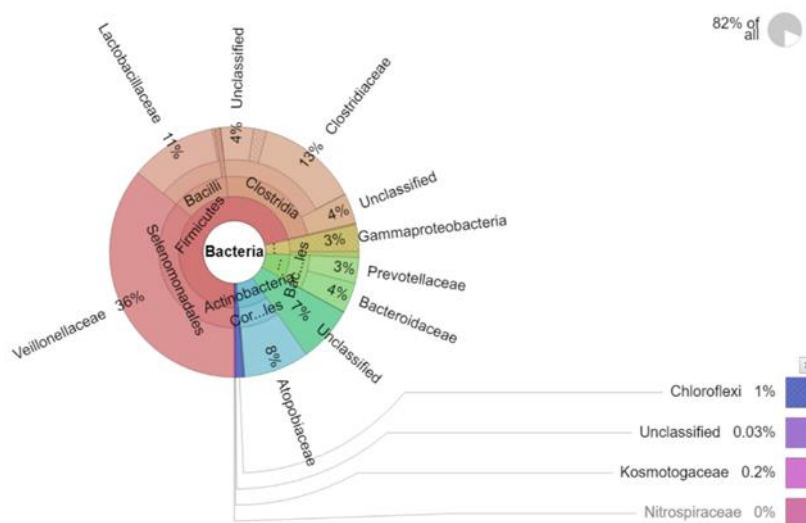 82% of
all
Lactobacillaceae
11%
Unclassified
4%
Clostridiaceae
13%
Unclassified
4%
Gammaproteobacteria
3%
Prevotellaceae
3%
Bacteroidaceae
4%
Unclassified
7%
Atopobiaceae
8%
Veillonellaceae
36%
Bacilli
Clostridia
Firmicutes
Selenomonadales
Bacteria
...
...
Bac...les
Actinobacteria
Cor...les
Chloroflexi 1%
Unclassified 0.03%
Kosmotogaceae 0.2%
Nitrospiraceae 0%